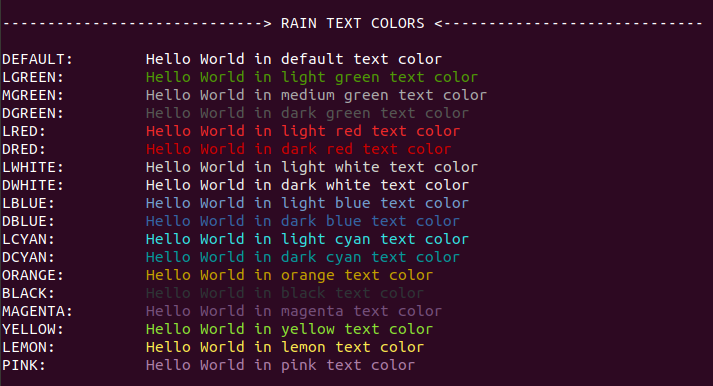 ----------------------------> RAIN TEXT COLORS <----------------------------
DEFAULT: Hello World in default text color
LGREEN: Hello World in light green text color
MGREEN: Hello World in medium green text color
DGREEN: Hello World in dark green text color
LRED: Hello World in light red text color
DRED: Hello World in dark red text color
LWHITE: Hello World in light white text color
DWHITE: Hello World in dark white text color
LBLUE: Hello World in light blue text color
DBLUE: Hello World in dark blue text color
LCYAN: Hello World in light cyan text color
DCYAN: Hello World in dark cyan text color
ORANGE: Hello World in orange text color
BLACK: Hello World in black text color
MAGENTA: Hello World in magenta text color
YELLOW: Hello World in yellow text color
LEMON: Hello World in lemon text color
PINK: Hello World in pink text color